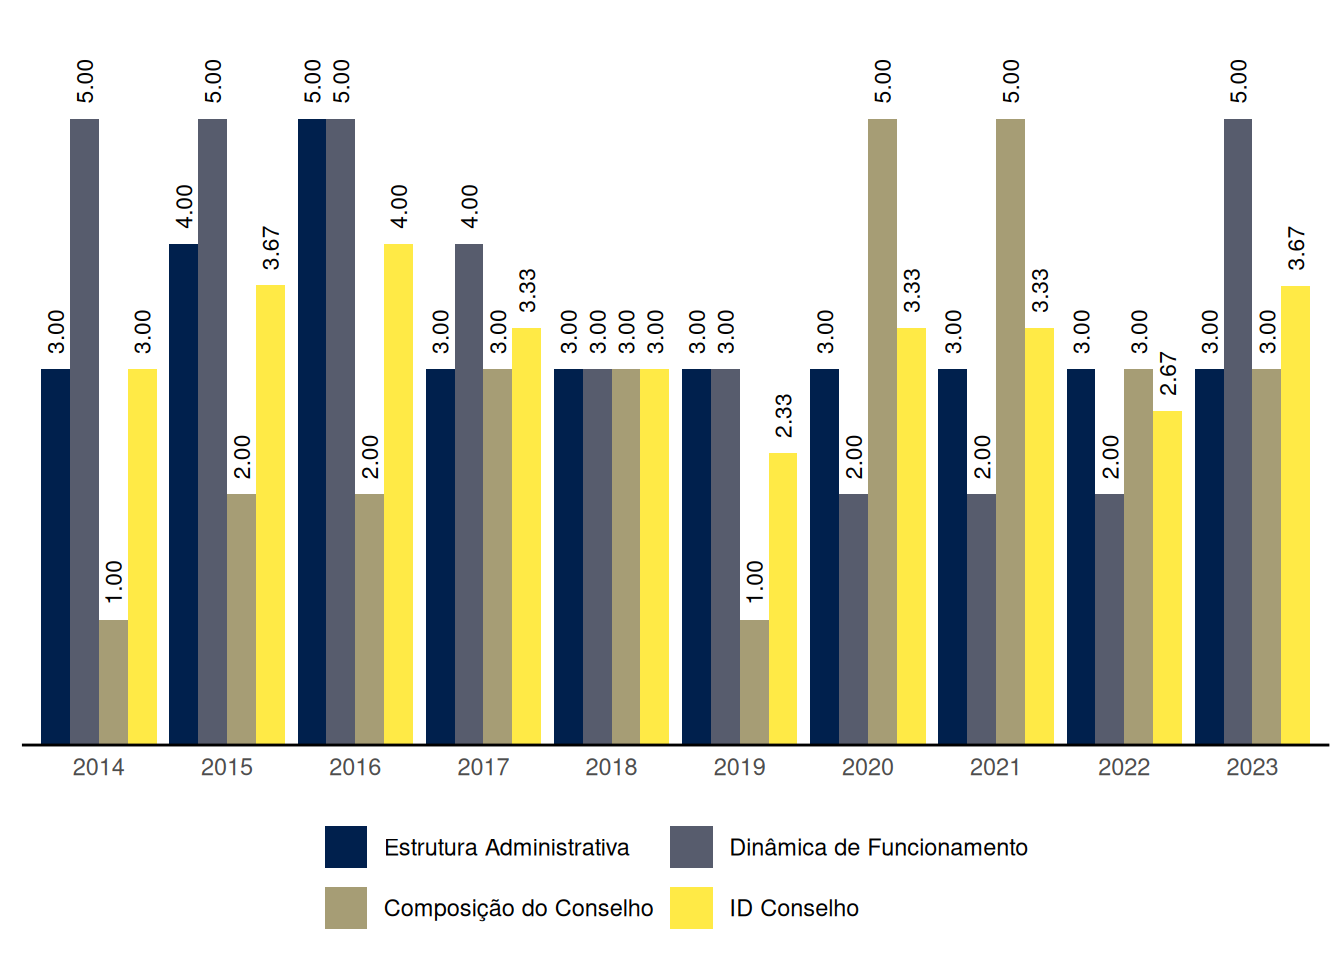 3.00 5.00 1.00 3.00
4.00 5.00 2.00 3.67
5.00 5.00 2.00 4.00
3.00 4.00 3.00 3.33
3.00 3.00 3.00 3.00
3.00 3.00 1.00 2.33
3.00 2.00 5.00 3.33
3.00 2.00 5.00 3.33
3.00 2.00 3.00 2.67
3.00 5.00 3.00 3.67
2014 2015 2016 2017 2018 2019 2020 2021 2022 2023
Estrutura Administrativa Dinâmica de Funcionamento
Composição do Conselho ID Conselho